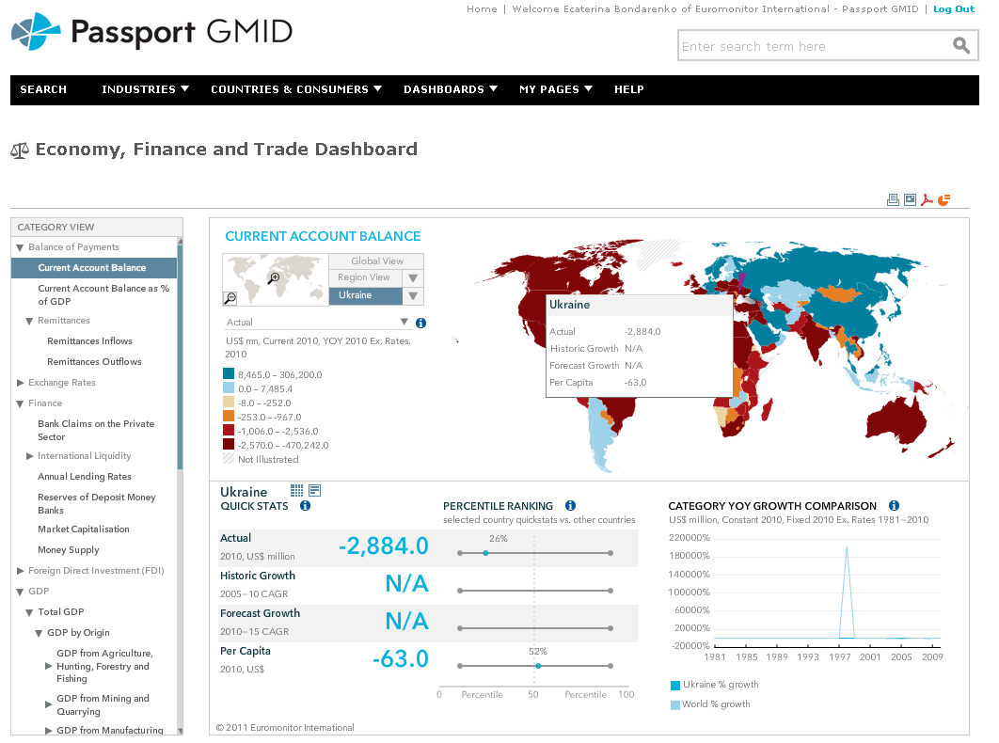 Home | Welcome Ecaterina Bondarenko of Euromonitor International - Passport GMID | Log Out
Passport GMID
Enter search term here
SEARCH INDUSTRIES COUNTRIES & CONSUMERS DASHBOARDS MY PAGES HELP
Economy, Finance and Trade Dashboard
CATEGORY VIEW
Balance of Payments
Current Account Balance
Current Account Balance as %
of GDP
Remittances
Remittances Inflows
Remittances Outflows
Exchange Rates
Finance
Bank Claims on the Private
Sector
International Liquidity
Annual Lending Rates
Reserves of Deposit Money
Banks
Market Capitalisation
Money Supply
Foreign Direct Investment (FDI)
GDP
Total GDP
GDP by Origin
GDP from Agriculture,
Hunting, Forestry and
Fishing
GDP from Mining and
Quarrying
GDP from Manufacturing
CURRENT ACCOUNT BALANCE
Global View
Region View
Ukraine
Actual
US$ mn, Current 2010, YOY 2010 Ex. Rates,
2010
8,465.0 – 306,200.0
0.0 – 7,485.4
-8.0 – -252.0
-253.0 – -967.0
-1,006.0 – -2,536.0
-2,570.0 – -470,242.0
Not Illustrated
Ukraine
Actual -2,884.0
Historic Growth N/A
Forecast Growth N/A
Per Capita -63.0
Ukraine
QUICK STATS
Actual
2010, US$ million
-2,884.0
Historic Growth
2005–10 CAGR
N/A
Forecast Growth
2010–15 CAGR
N/A
Per Capita
2010, US$
-63.0
PERCENTILE RANKING
selected country quickstats vs. other countries
26%
52%
0 Percentile 50 Percentile 100
CATEGORY YOY GROWTH COMPARISON
US$ million, Constant 2010, Fixed 2010 Ex. Rates 1981–2010
220000%
180000%
140000%
100000%
60000%
20000%
-20000%
1981 1985 1989 1993 1997 2001 2005 2009
Ukraine % growth
World % growth
© 2011 Euromonitor International